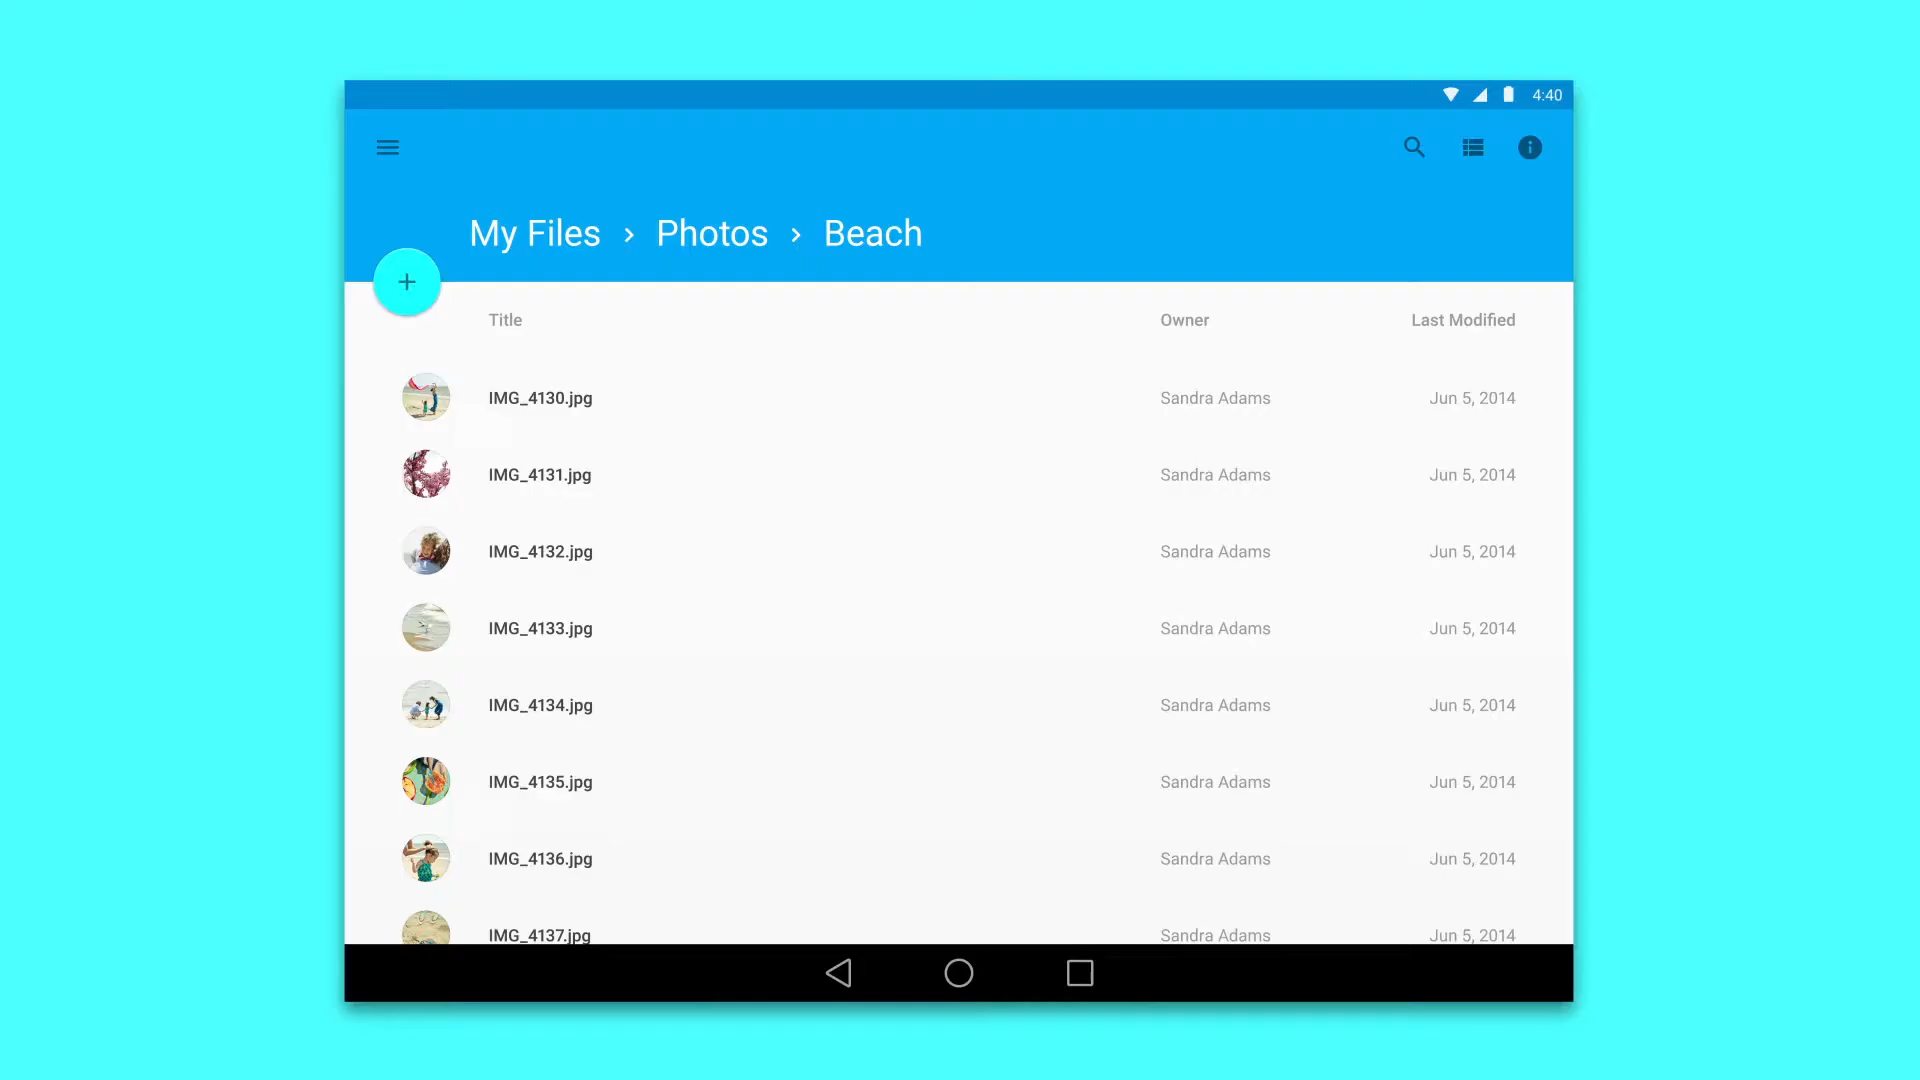 4:40
My Files > Photos > Beach
Title Owner Last Modified
IMG_4130.jpg Sandra Adams Jun 5, 2014
IMG_4131.jpg Sandra Adams Jun 5, 2014
IMG_4132.jpg Sandra Adams Jun 5, 2014
IMG_4133.jpg Sandra Adams Jun 5, 2014
IMG_4134.jpg Sandra Adams Jun 5, 2014
IMG_4135.jpg Sandra Adams Jun 5, 2014
IMG_4136.jpg Sandra Adams Jun 5, 2014
IMG_4137.jpg Sandra Adams Jun 5, 2014